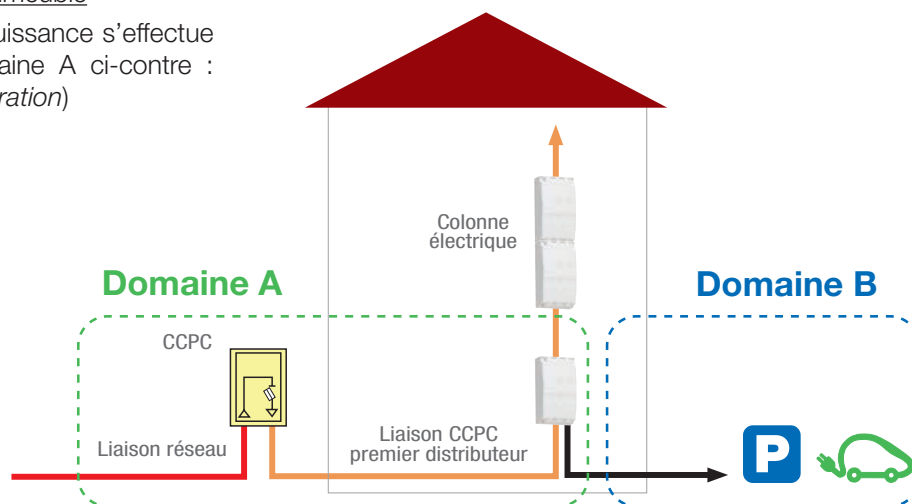 uissance s’effectue
aine A ci-contre :
ration)
Colonne
électrique
Domaine A
Domaine B
CCPC
Liaison réseau
Liaison CCPC
premier distributeur
P